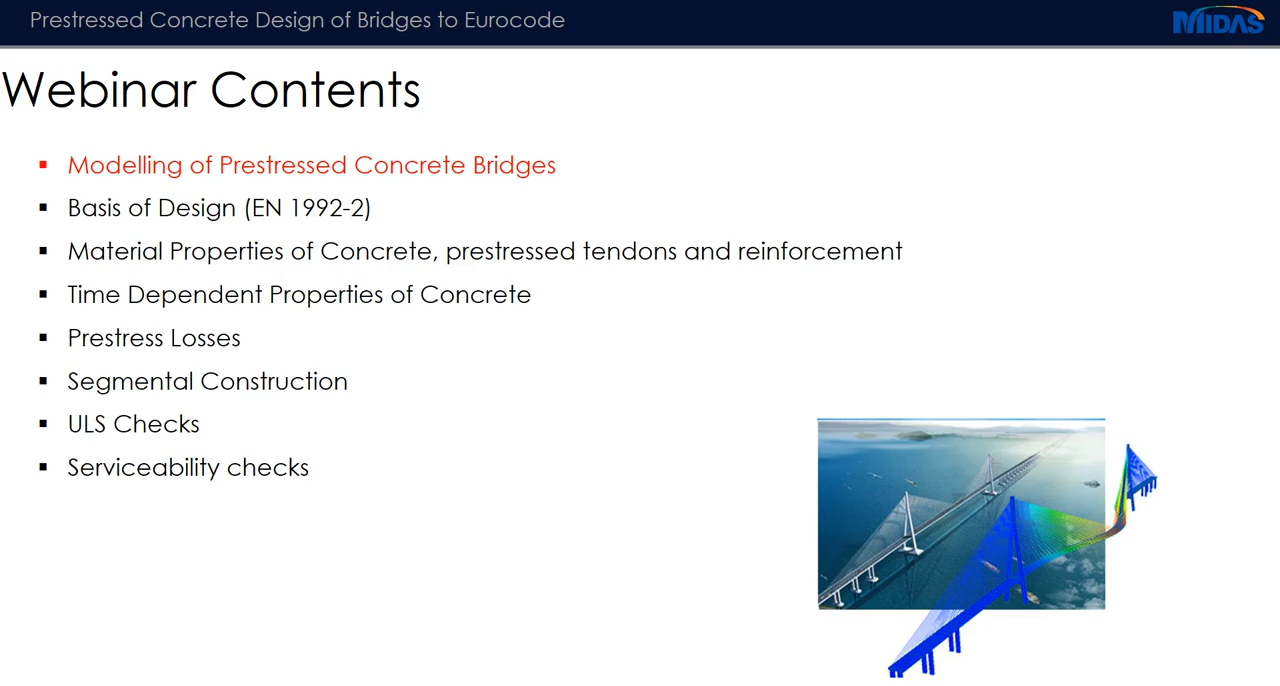 Prestressed Concrete Design of Bridges to Eurocode
MIDAS
Webinar Contents
Modelling of Prestressed Concrete Bridges
Basis of Design (EN 1992-2)
Material Properties of Concrete, prestressed tendons and reinforcement
Time Dependent Properties of Concrete
Prestress Losses
Segmental Construction
ULS Checks
Serviceability checks